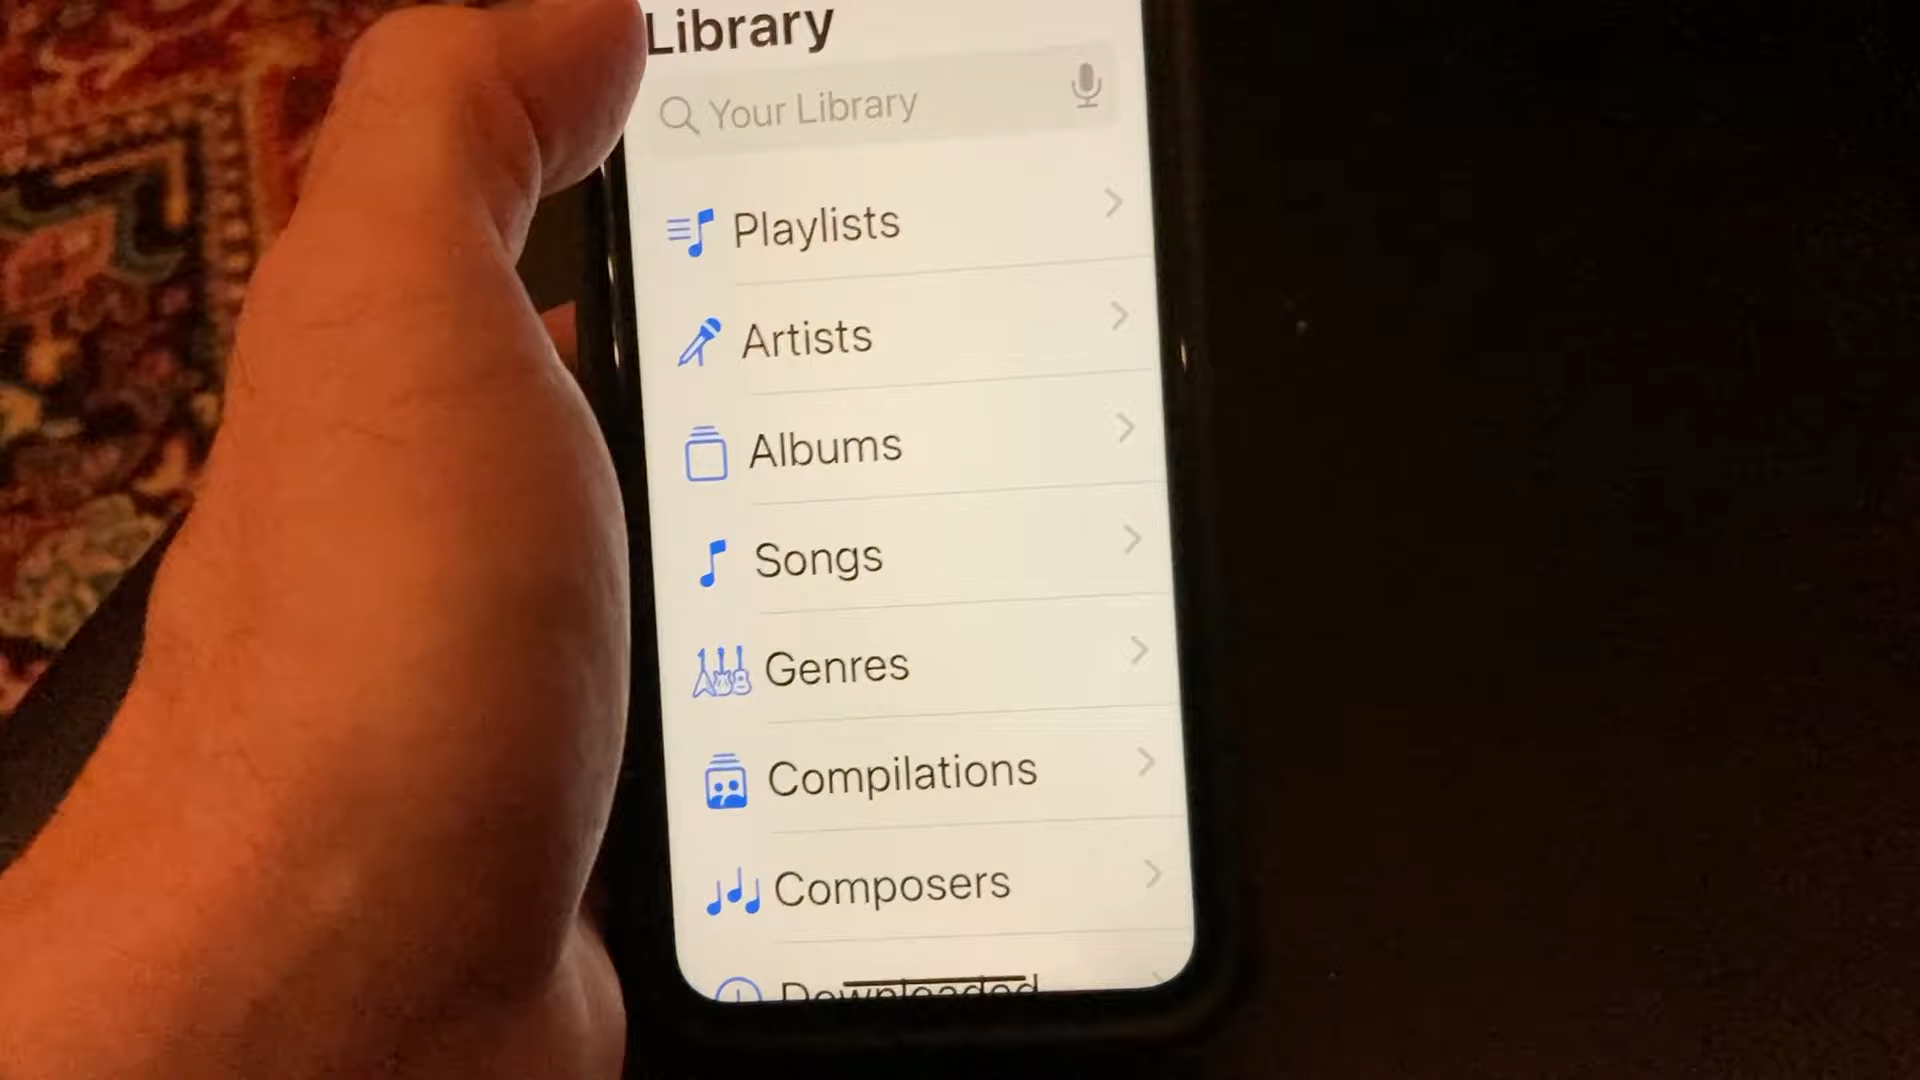 Library
Your Library
Playlists
Artists
Albums
Songs
Genres
Compilations
Composers
Downloaded